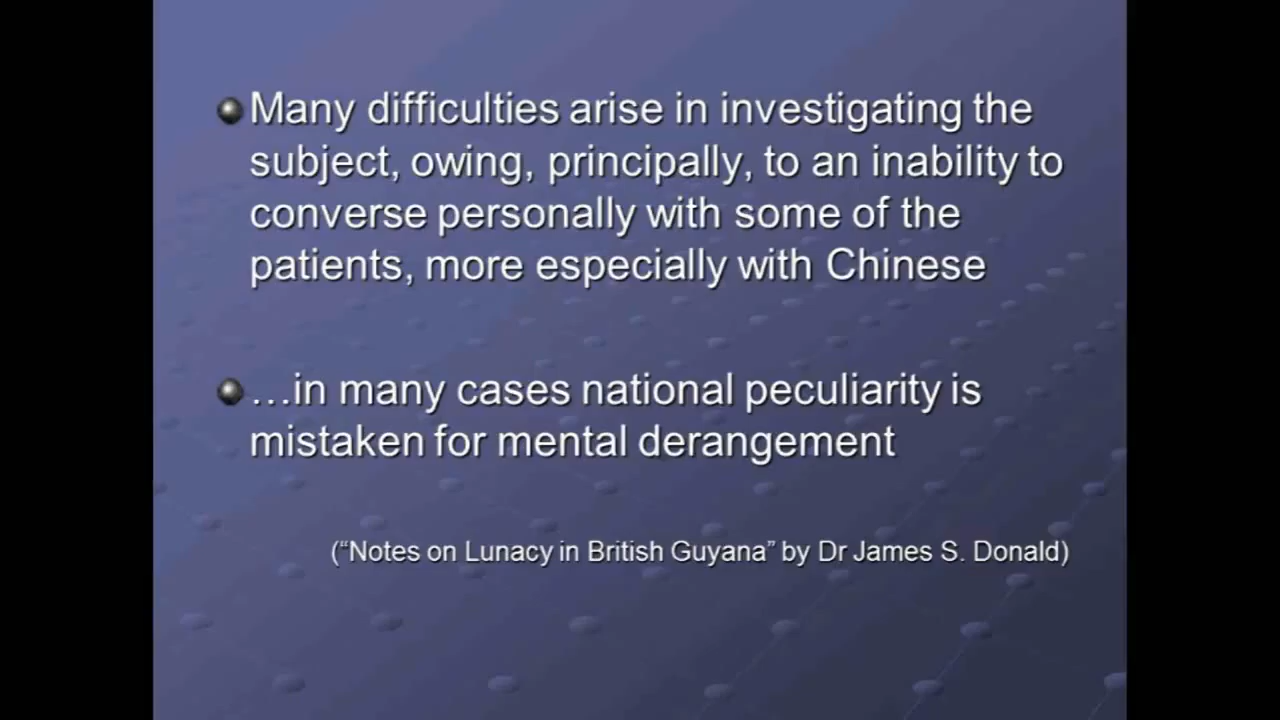 Many difficulties arise in investigating the
subject, owing, principally, to an inability to
converse personally with some of the
patients, more especially with Chinese
…in many cases national peculiarity is
mistaken for mental derangement
(“Notes on Lunacy in British Guyana” by Dr James S. Donald)